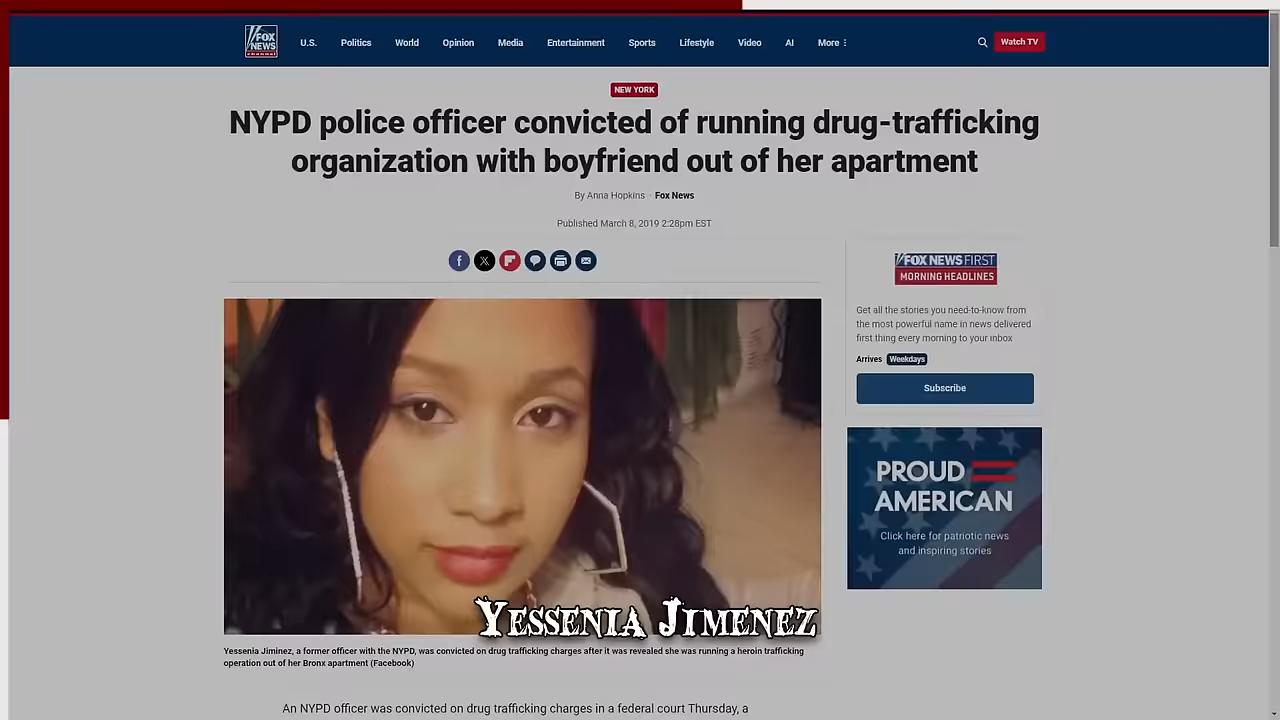 FOX
NEWS
channel
U.S. Politics World Opinion Media Entertainment Sports Lifestyle Video AI More Watch TV
NEW YORK
NYPD police officer convicted of running drug-trafficking
organization with boyfriend out of her apartment
By Anna Hopkins · Fox News
Published March 8, 2019 2:28pm EST
FOX NEWS FIRST
MORNING HEADLINES
Get all the stories you need-to-know from
the most powerful name in news delivered
first thing every morning to your inbox
Arrives Weekdays
Subscribe
PROUD
AMERICAN
Click here for patriotic news
and inspiring stories
Yessenia Jimenez
Yessenia Jiminez, a former officer with the NYPD, was convicted on drug trafficking charges after it was revealed she was running a heroin trafficking
operation out of her Bronx apartment (Facebook)
An NYPD officer was convicted on drug trafficking charges in a federal court Thursday, a